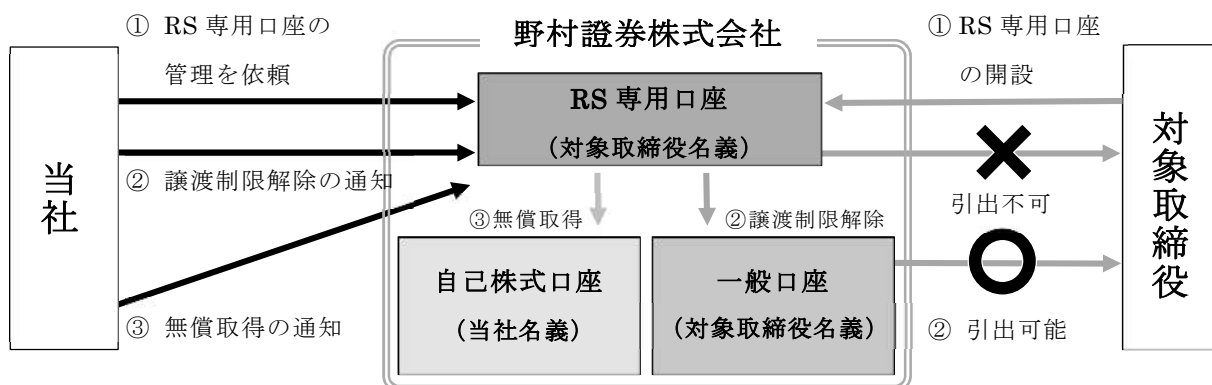 ① RS 専用口座の
管理を依頼
野村證券株式会社
① RS 専用口座
の開設
当社
RS 専用口座
(対象取締役名義)
対象取締役
② 譲渡制限解除の通知
引出不可
③無償取得
②譲渡制限解除
自己株式口座
(当社名義)
一般口座
(対象取締役名義)
③ 無償取得の通知
② 引出可能